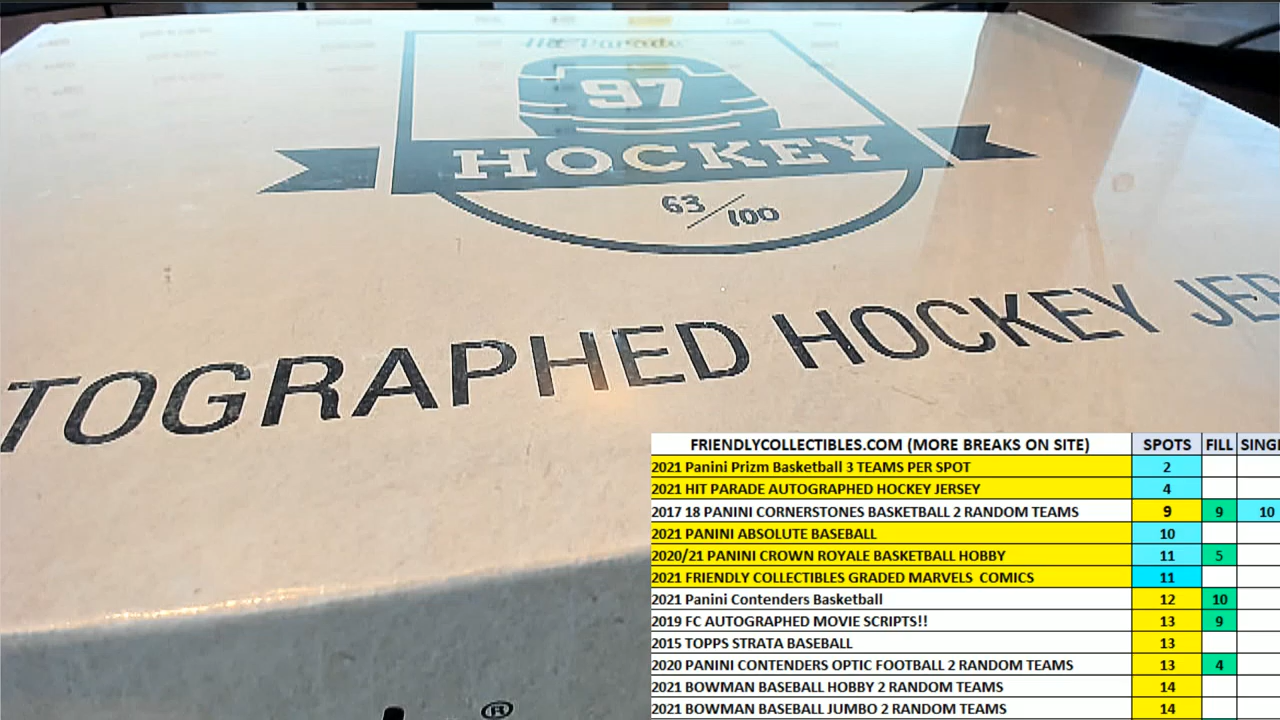 Hit Parade
97
HOCKEY
63/100
TOGRAPHED HOCKEY JER
®
FRIENDLYCOLLECTIBLES.COM (MORE BREAKS ON SITE) SPOTS FILL SINGL
2021 Panini Prizm Basketball 3 TEAMS PER SPOT 2
2021 HIT PARADE AUTOGRAPHED HOCKEY JERSEY 4
2017 18 PANINI CORNERSTONES BASKETBALL 2 RANDOM TEAMS 9 9 10
2021 PANINI ABSOLUTE BASEBALL 10
2020/21 PANINI CROWN ROYALE BASKETBALL HOBBY 11 5
2021 FRIENDLY COLLECTIBLES GRADED MARVELS COMICS 11
2021 Panini Contenders Basketball 12 10
2019 FC AUTOGRAPHED MOVIE SCRIPTS!! 13 9
2015 TOPPS STRATA BASEBALL 13
2020 PANINI CONTENDERS OPTIC FOOTBALL 2 RANDOM TEAMS 13 4
2021 BOWMAN BASEBALL HOBBY 2 RANDOM TEAMS 14
2021 BOWMAN BASEBALL JUMBO 2 RANDOM TEAMS 14